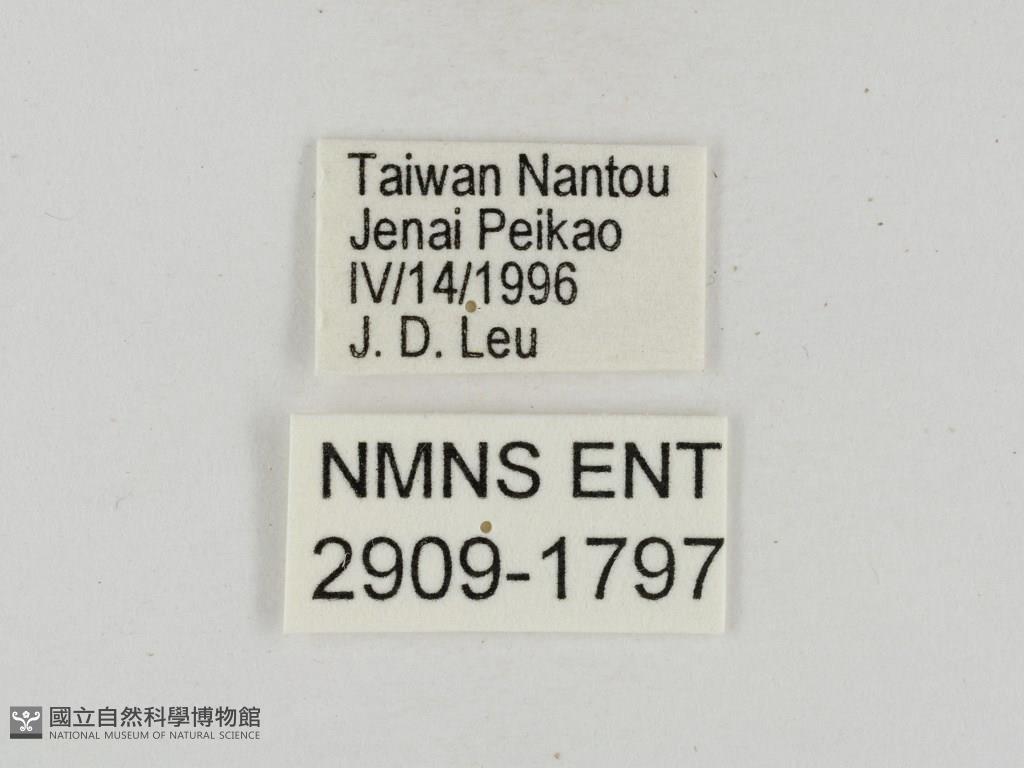 Taiwan Nantou
Jenai Peikao
IV/14/1996
J. D. Leu
NMNS ENT
2909-1797
國立自然科學博物館
NATIONAL MUSEUM OF NATURAL SCIENCE